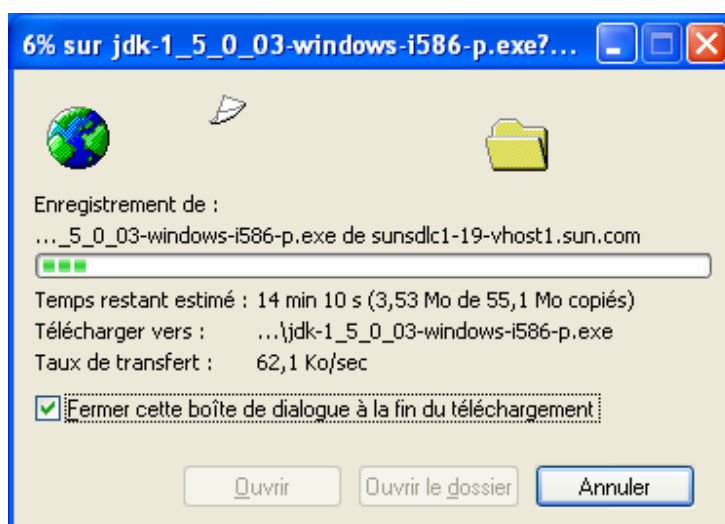 6% sur jdk-1_5_0_03-windows-i586-p.exe?...
Enregistrement de :
..._5_0_03-windows-i586-p.exe de sunsdlc1-19-vhost1.sun.com
Temps restant estimé : 14 min 10 s (3,53 Mo de 55,1 Mo copiés)
Télécharger vers : ...\jdk-1_5_0_03-windows-i586-p.exe
Taux de transfert : 62,1 Ko/sec
Fermer cette boîte de dialogue à la fin du téléchargement
Ouvrir Ouvrir le dossier Annuler